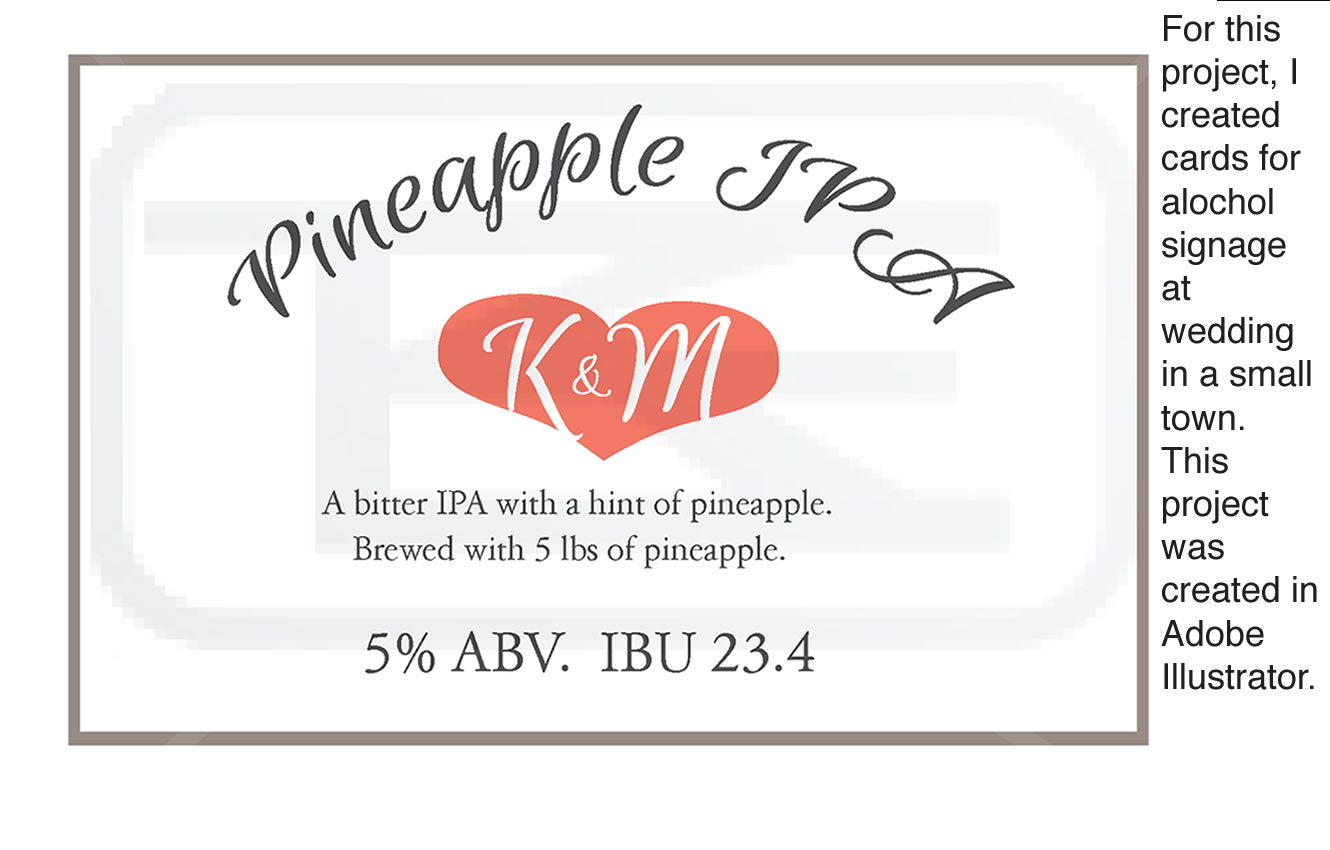 Pineapple IPA
K & M
A bitter IPA with a hint of pineapple.
Brewed with 5 lbs of pineapple.
5% ABV. IBU 23.4
For this
project, I
created
cards for
alochol
signage
at
wedding
in a small
town.
This
project
was
created in
Adobe
Illustrator.